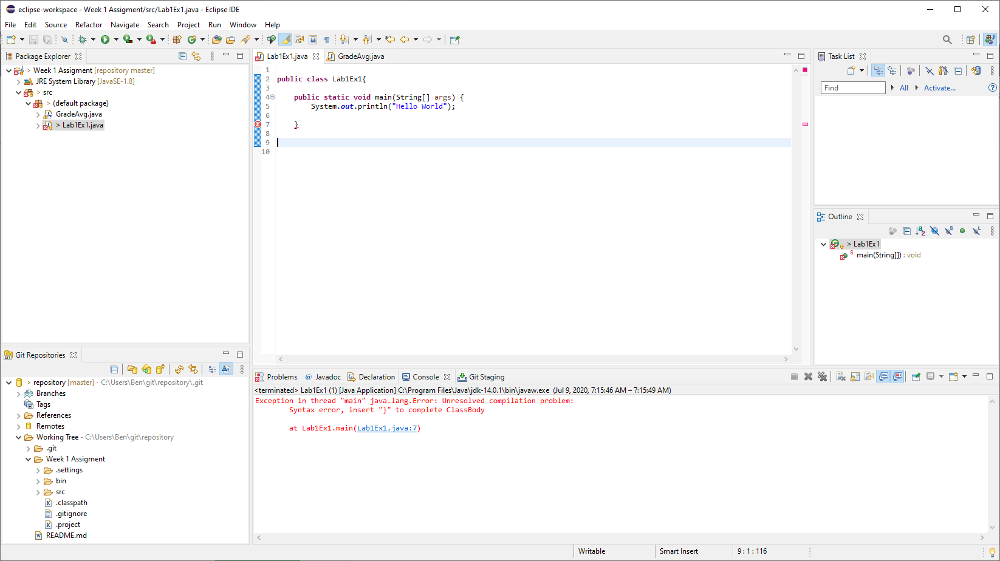 eclipse-workspace - Week 1 Assigment/src/Lab1Ex1.java - Eclipse IDE
File Edit Source Refactor Navigate Search Project Run Window Help
Package Explorer
> Week 1 Assigment [repository master]
JRE System Library [JavaSE-1.8]
> src
> (default package)
GradeAvg.java
> Lab1Ex1.java
Lab1Ex1.java GradeAvg.java
1
2 public class Lab1Ex1{
3
4 public static void main(String[] args) {
5 System.out.println("Hello World");
6
7 }
8
9
10
Task List
Find All Activate...
Outline
> Lab1Ex1
main(String[]) : void
Git Repositories
> repository [master] - C:\Users\Ben\git\repository\.git
Branches
Tags
References
Remotes
Working Tree - C:\Users\Ben\git\repository
.git
Week 1 Assigment
.settings
bin
src
.classpath
.gitignore
.project
README.md
Problems Javadoc Declaration Console Git Staging
<terminated> Lab1Ex1 (1) [Java Application] C:\Program Files\Java\jdk-14.0.1\bin\javaw.exe (Jul 9, 2020, 7:15:46 AM – 7:15:49 AM)
Exception in thread "main" java.lang.Error: Unresolved compilation problem:
Syntax error, insert "}" to complete ClassBody
at Lab1Ex1.main(Lab1Ex1.java:7)
Writable Smart Insert 9 : 1 : 116